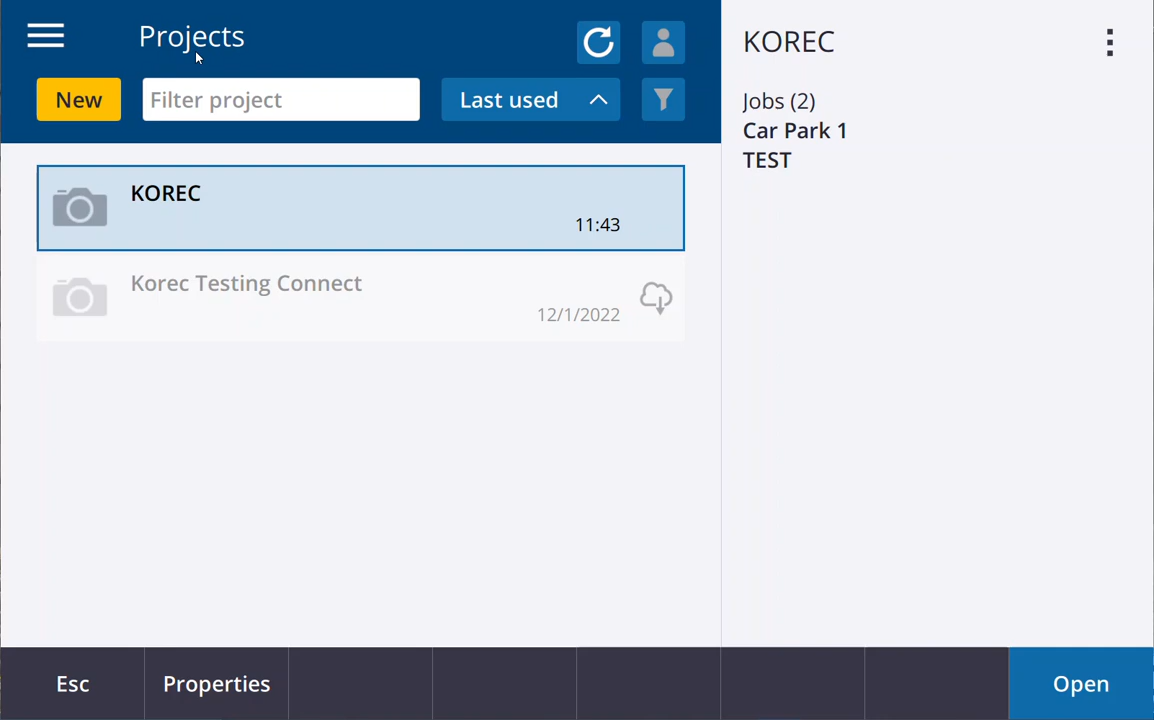 Projects
New
Filter project
Last used
KOREC
11:43
Korec Testing Connect
12/1/2022
KOREC
Jobs (2)
Car Park 1
TEST
Esc
Properties
Open